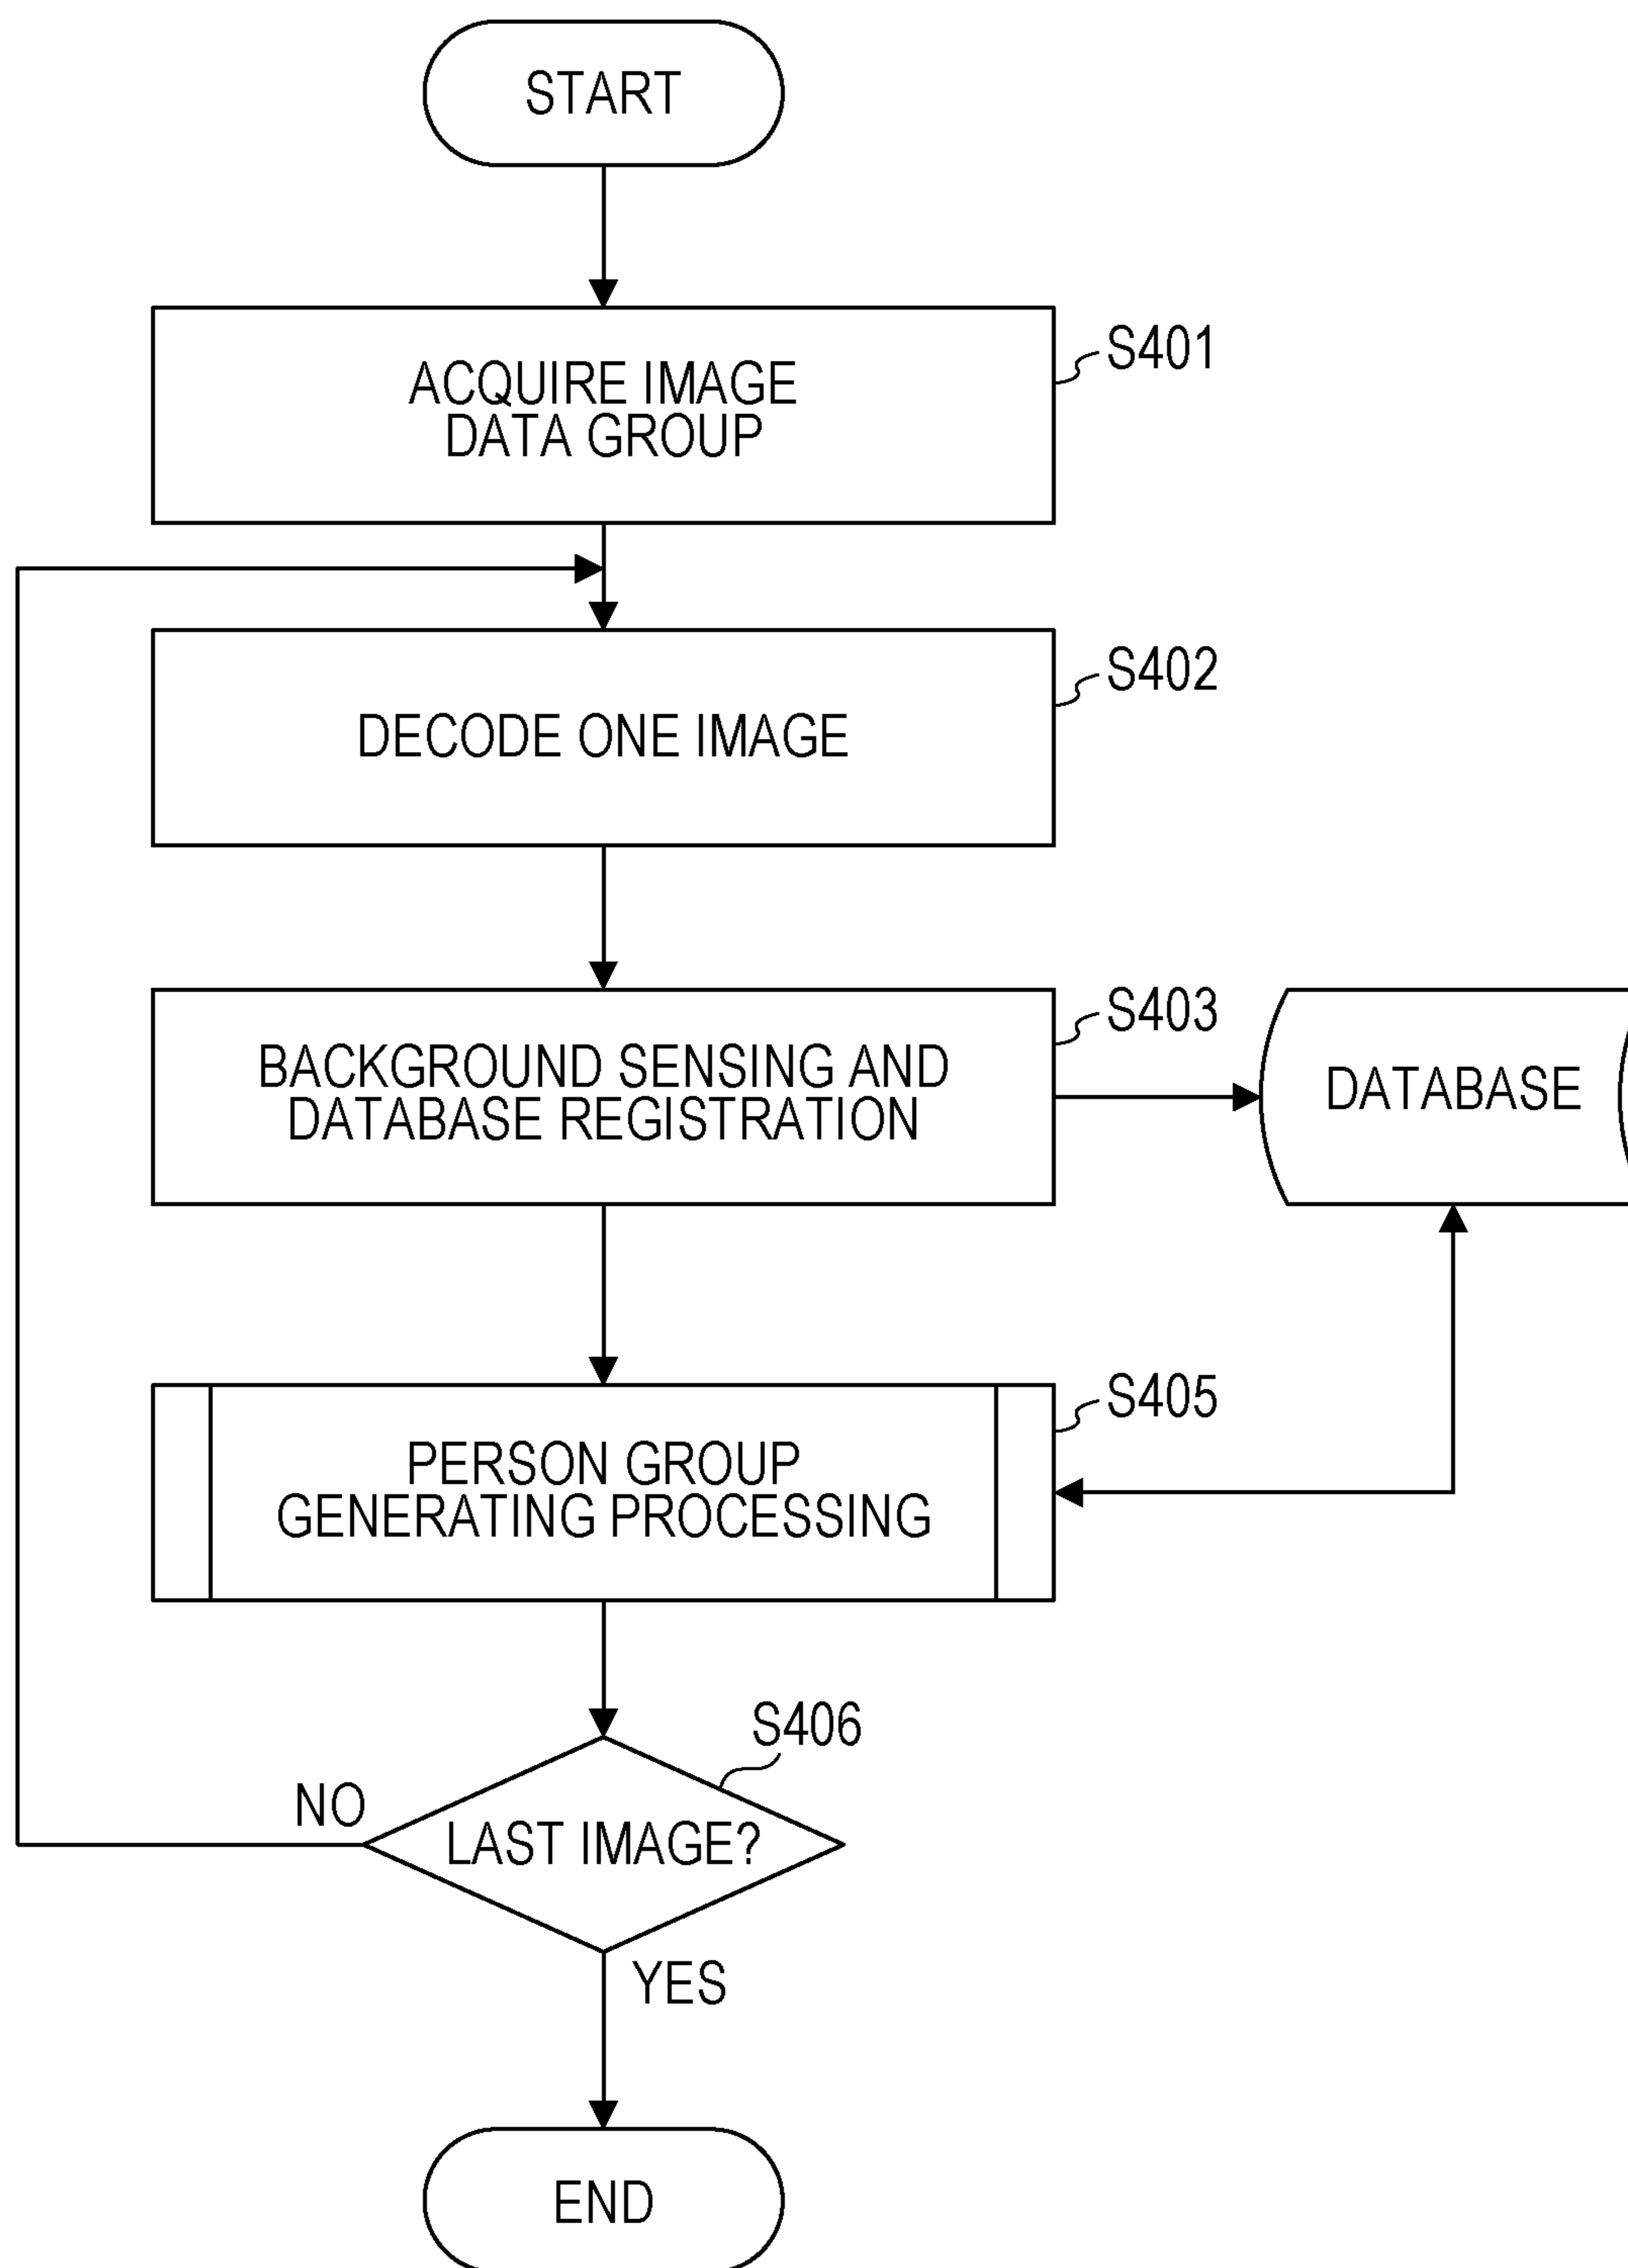 START
ACQUIRE IMAGE
DATA GROUP
S401
DECODE ONE IMAGE
S402
BACKGROUND SENSING AND
DATABASE REGISTRATION
S403
DATABASE
PERSON GROUP
GENERATING PROCESSING
S405
S406
NO
LAST IMAGE?
YES
END